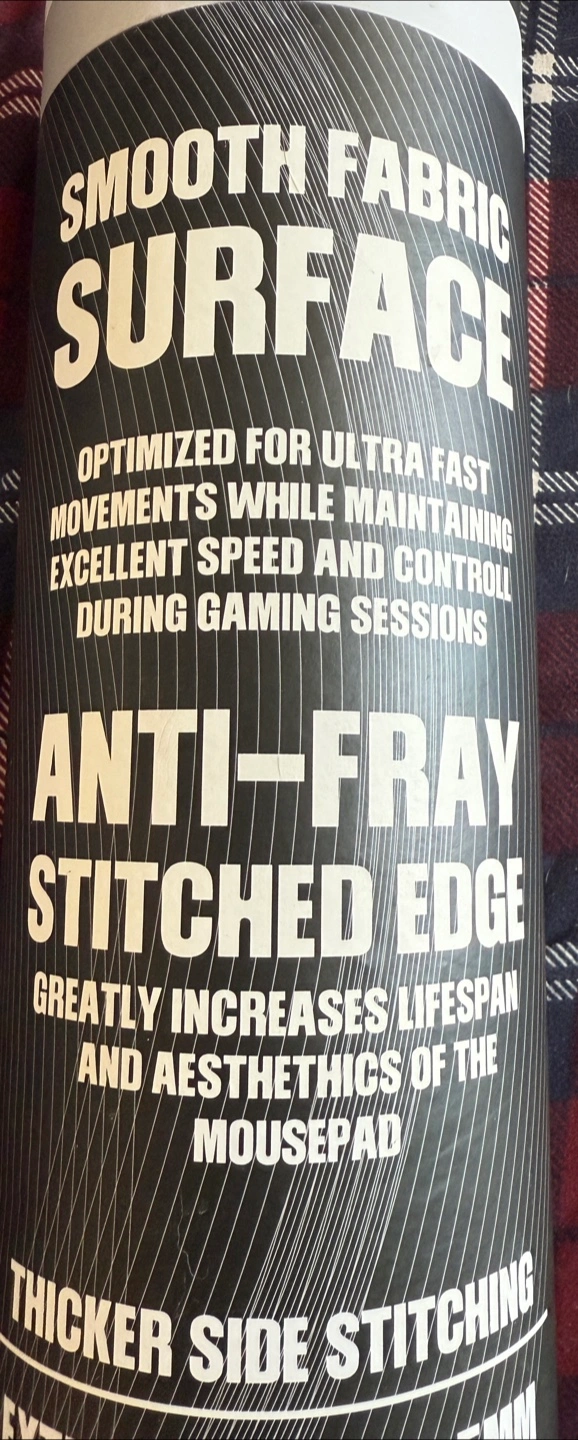 SMOOTH FABRIC
SURFACE
OPTIMIZED FOR ULTRA FAST
MOVEMENTS WHILE MAINTAINING
EXCELLENT SPEED AND CONTROLL
DURING GAMING SESSIONS
ANTI-FRAY
STITCHED EDGE
GREATLY INCREASES LIFESPAN
AND AESTHETHICS OF THE
MOUSEPAD
THICKER SIDE STITCHING